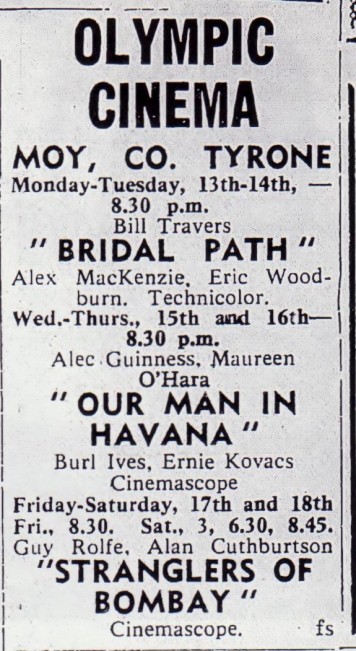 OLYMPIC
CINEMA
MOY, CO. TYRONE
Monday-Tuesday, 13th-14th, —
8.30 p.m.
Bill Travers
" BRIDAL PATH "
Alex MacKenzie, Eric Wood-
burn. Technicolor.
Wed.-Thurs., 15th and 16th—
8.30 p.m.
Alec Guinness, Maureen
O'Hara
" OUR MAN IN
HAVANA "
Burl Ives, Ernie Kovacs
Cinemascope
Friday-Saturday, 17th and 18th
Fri., 8.30. Sat., 3, 6.30, 8.45.
Guy Rolfe, Alan Cuthburtson
"STRANGLERS OF
BOMBAY "
Cinemascope. fs